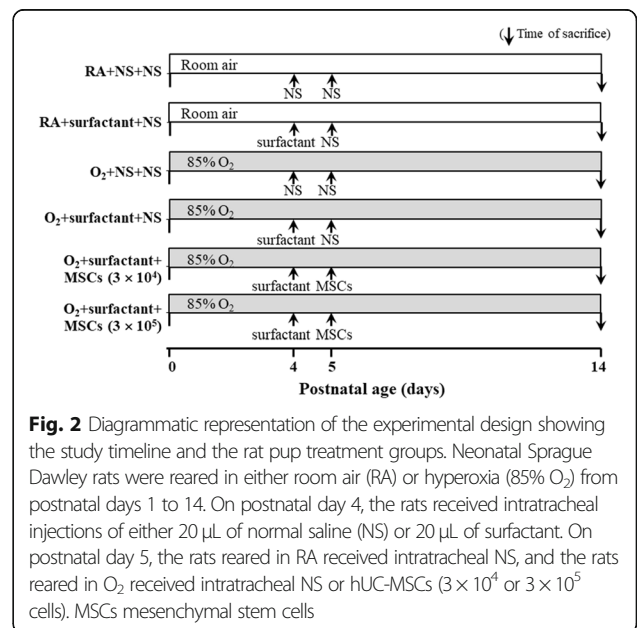 (↓ Time of sacrifice)
RA+NS+NS
Room air
NS NS
RA+surfactant+NS
Room air
surfactant NS
O₂+NS+NS
85% O₂
NS NS
O₂+surfactant+NS
85% O₂
surfactant NS
O₂+surfactant+
MSCs (3 × 10⁴)
85% O₂
surfactant MSCs
O₂+surfactant+
MSCs (3 × 10⁵)
85% O₂
surfactant MSCs
0 4 5 14
Postnatal age (days)
Fig. 2 Diagrammatic representation of the experimental design showing
the study timeline and the rat pup treatment groups. Neonatal Sprague
Dawley rats were reared in either room air (RA) or hyperoxia (85% O₂) from
postnatal days 1 to 14. On postnatal day 4, the rats received intratracheal
injections of either 20 μL of normal saline (NS) or 20 μL of surfactant. On
postnatal day 5, the rats reared in RA received intratracheal NS, and the rats
reared in O₂ received intratracheal NS or hUC-MSCs (3 × 10⁴ or 3 × 10⁵
cells). MSCs mesenchymal stem cells